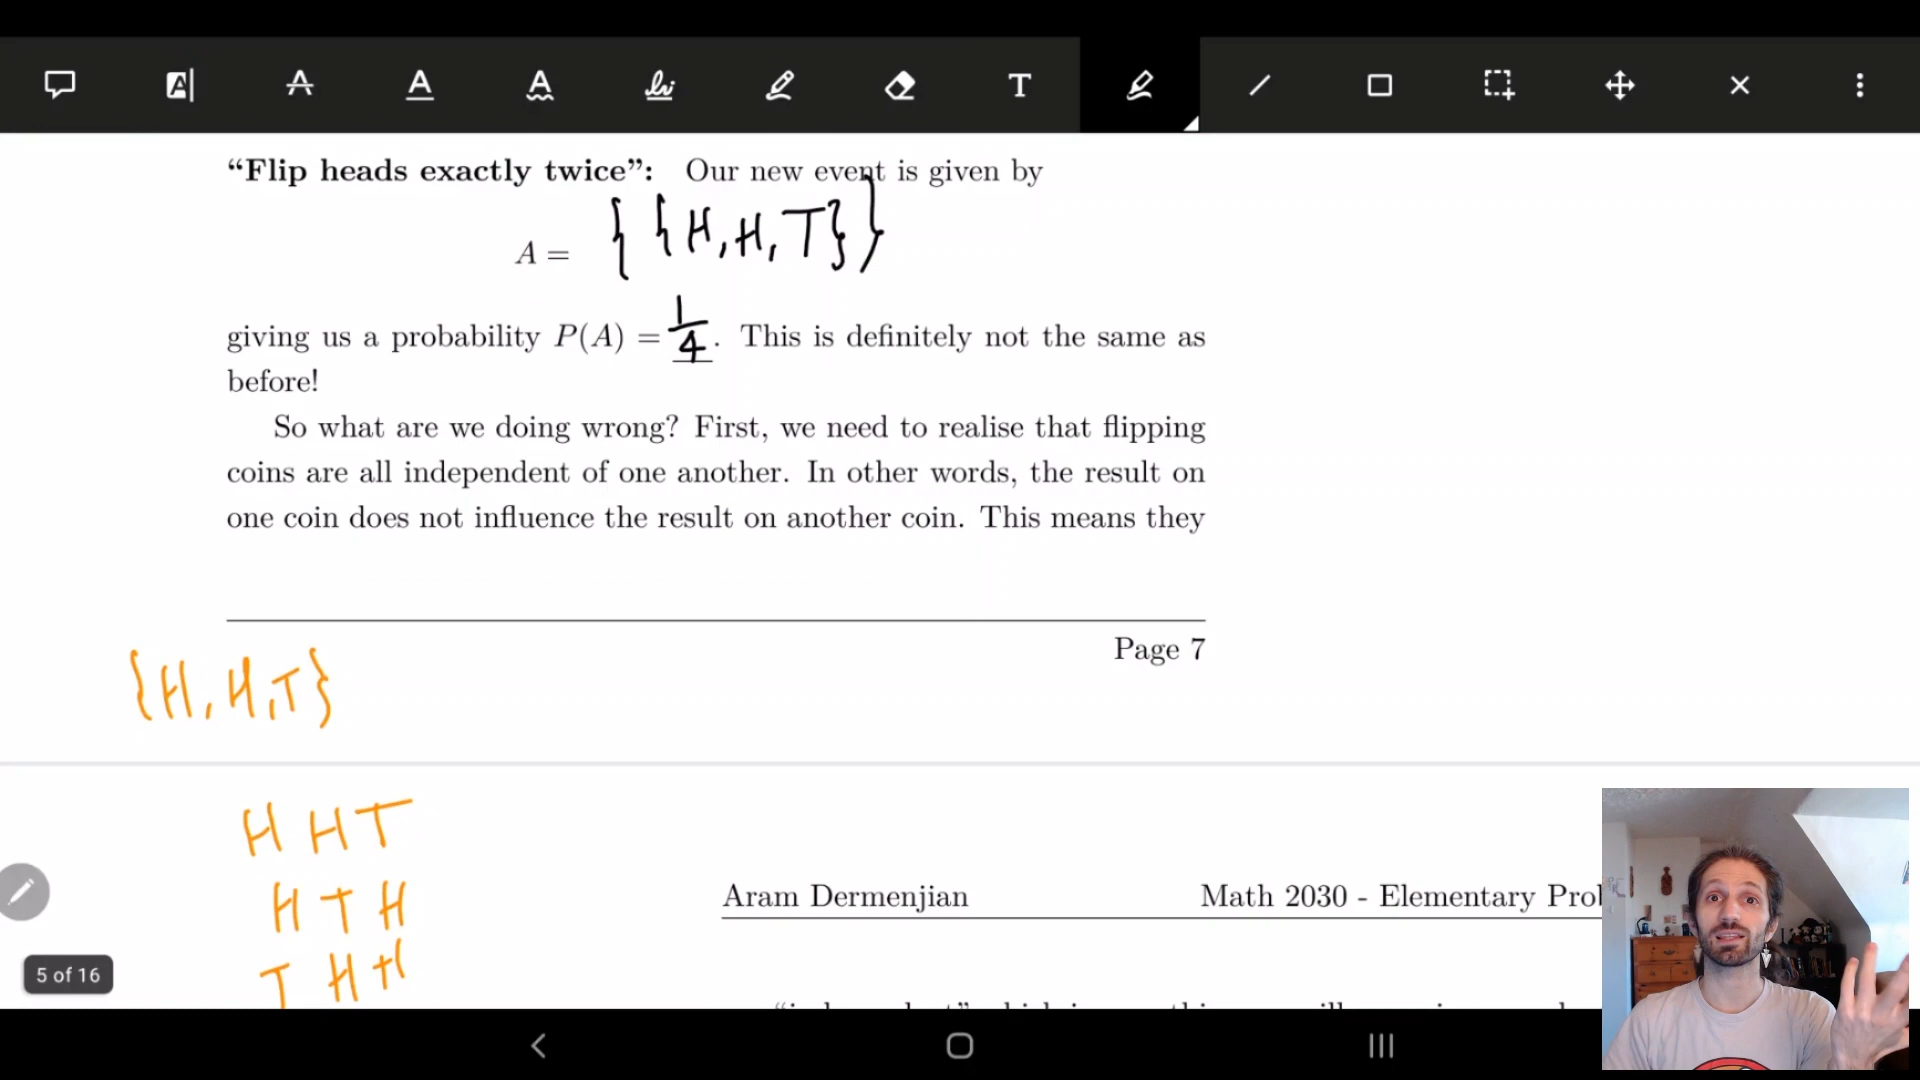 “Flip heads exactly twice”: Our new event is given by
A = { {H,H,T} }
giving us a probability P(A) = 1/4. This is definitely not the same as
before!
So what are we doing wrong? First, we need to realise that flipping
coins are all independent of one another. In other words, the result on
one coin does not influence the result on another coin. This means they
Page 7
{H,H,T}
H H T
H T H
T H H
Aram Dermenjian
Math 2030 - Elementary
5 of 16